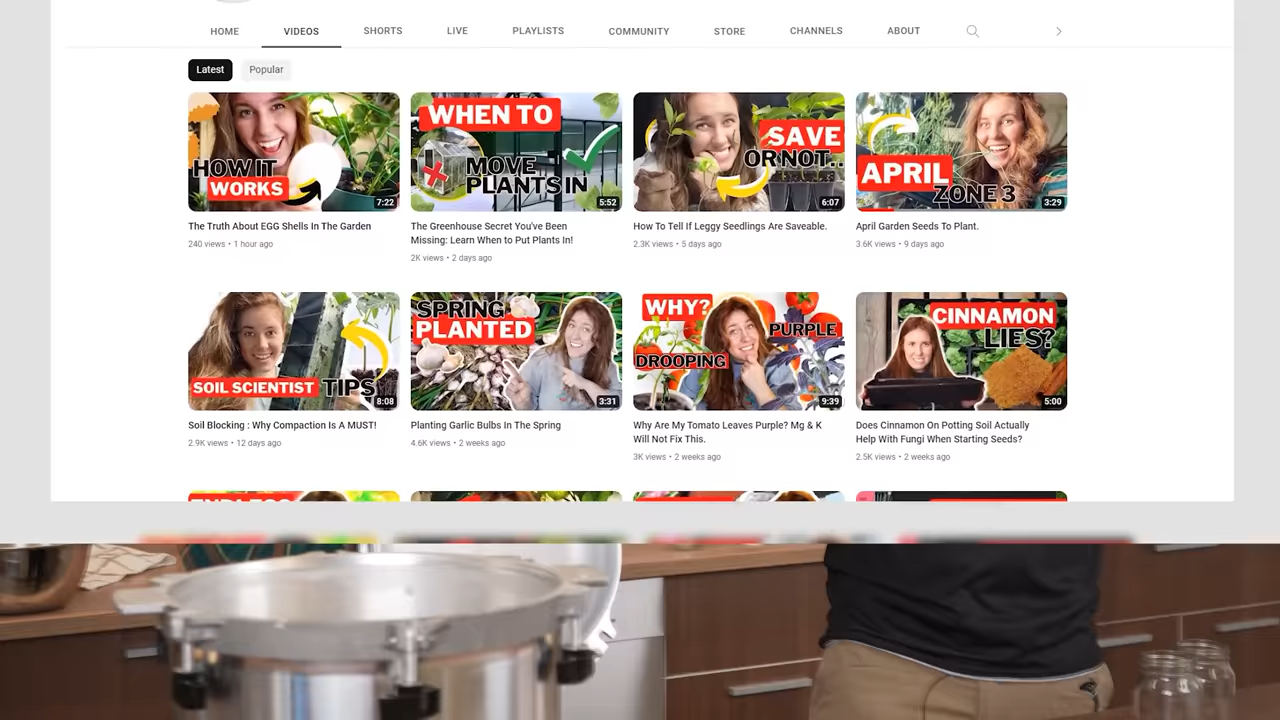 HOME VIDEOS SHORTS LIVE PLAYLISTS COMMUNITY STORE CHANNELS ABOUT
Latest Popular
HOW IT
WORKS
7:22
WHEN TO
MOVE
PLANTS IN
5:52
SAVE
OR NOT..
6:07
APRIL
ZONE 3
3:29
The Truth About EGG Shells In The Garden
240 views • 1 hour ago
The Greenhouse Secret You've Been
Missing: Learn When to Put Plants In!
2K views • 2 days ago
How To Tell If Leggy Seedlings Are Saveable.
2.3K views • 5 days ago
April Garden Seeds To Plant.
3.6K views • 9 days ago
SOIL SCIENTIST TIPS
8:08
SPRING
PLANTED
3:31
WHY?
PURPLE
DROOPING
9:39
CINNAMON
LIES?
5:00
Soil Blocking : Why Compaction Is A MUST!
2.9K views • 12 days ago
Planting Garlic Bulbs In The Spring
4.6K views • 2 weeks ago
Why Are My Tomato Leaves Purple? Mg & K
Will Not Fix This.
3K views • 2 weeks ago
Does Cinnamon On Potting Soil Actually
Help With Fungi When Starting Seeds?
2.5K views • 2 weeks ago